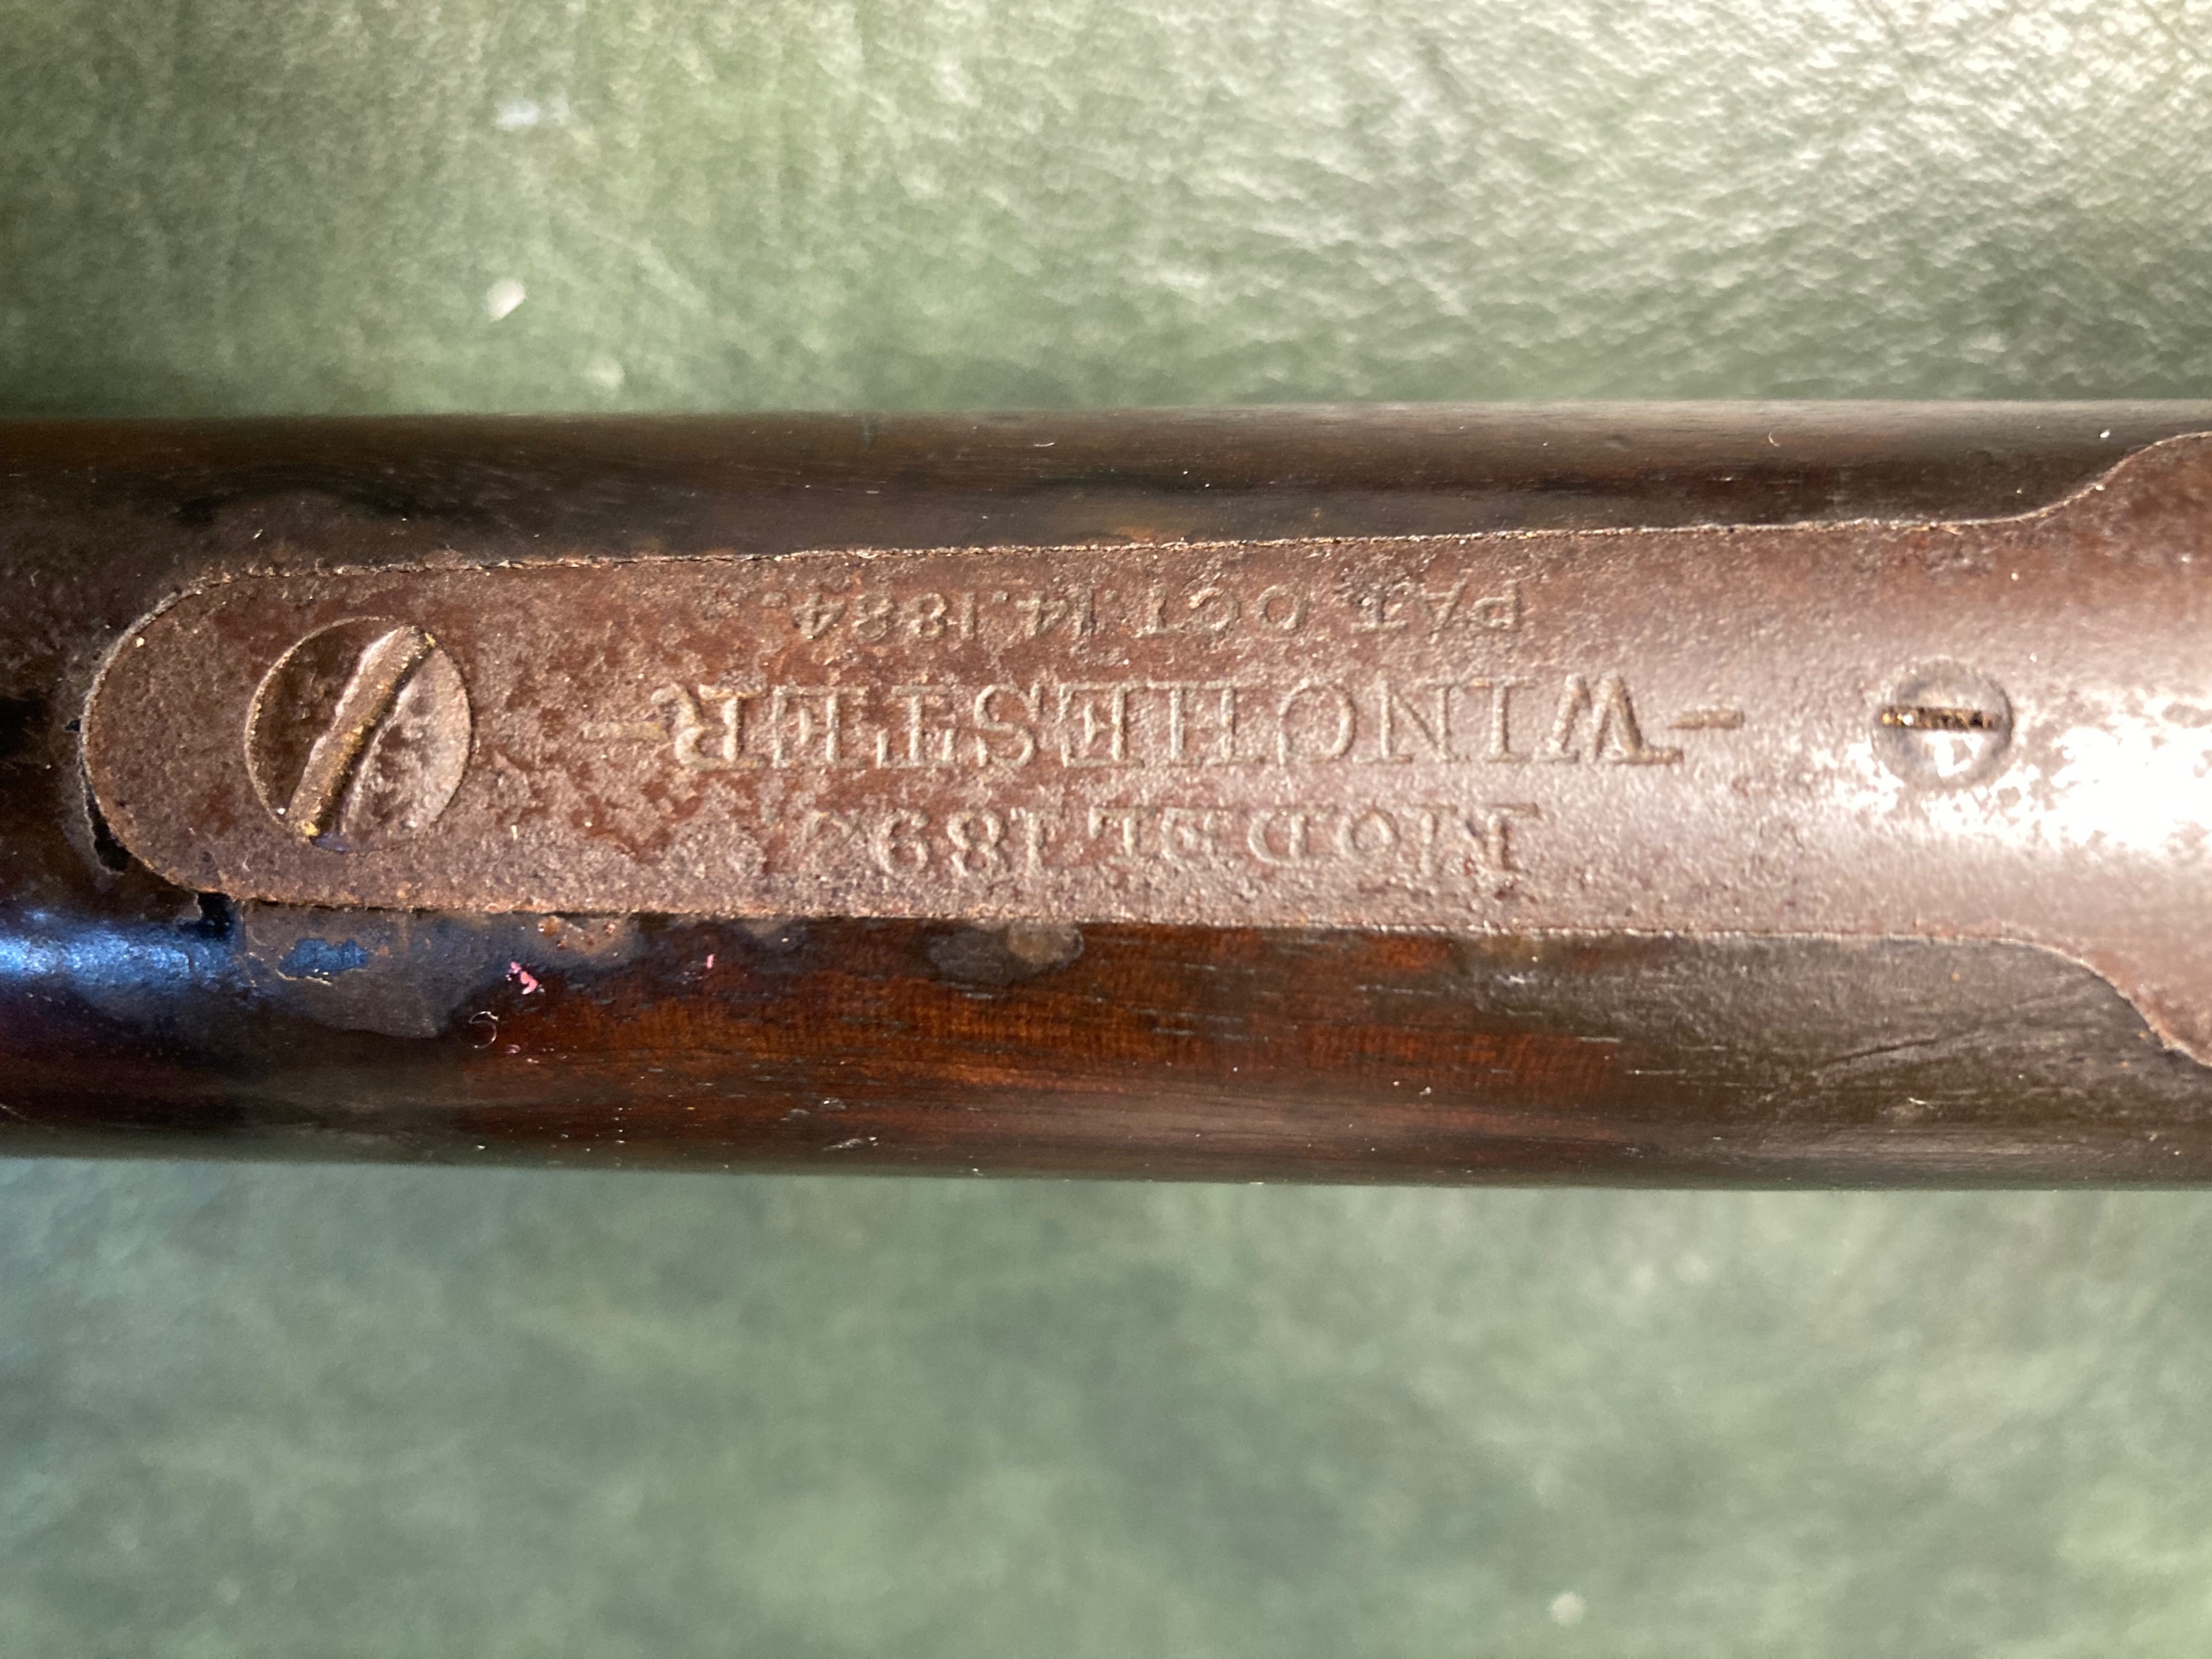 MODEL 1892.
- WINCHESTER -
PAT. OCT. 14. 1884.